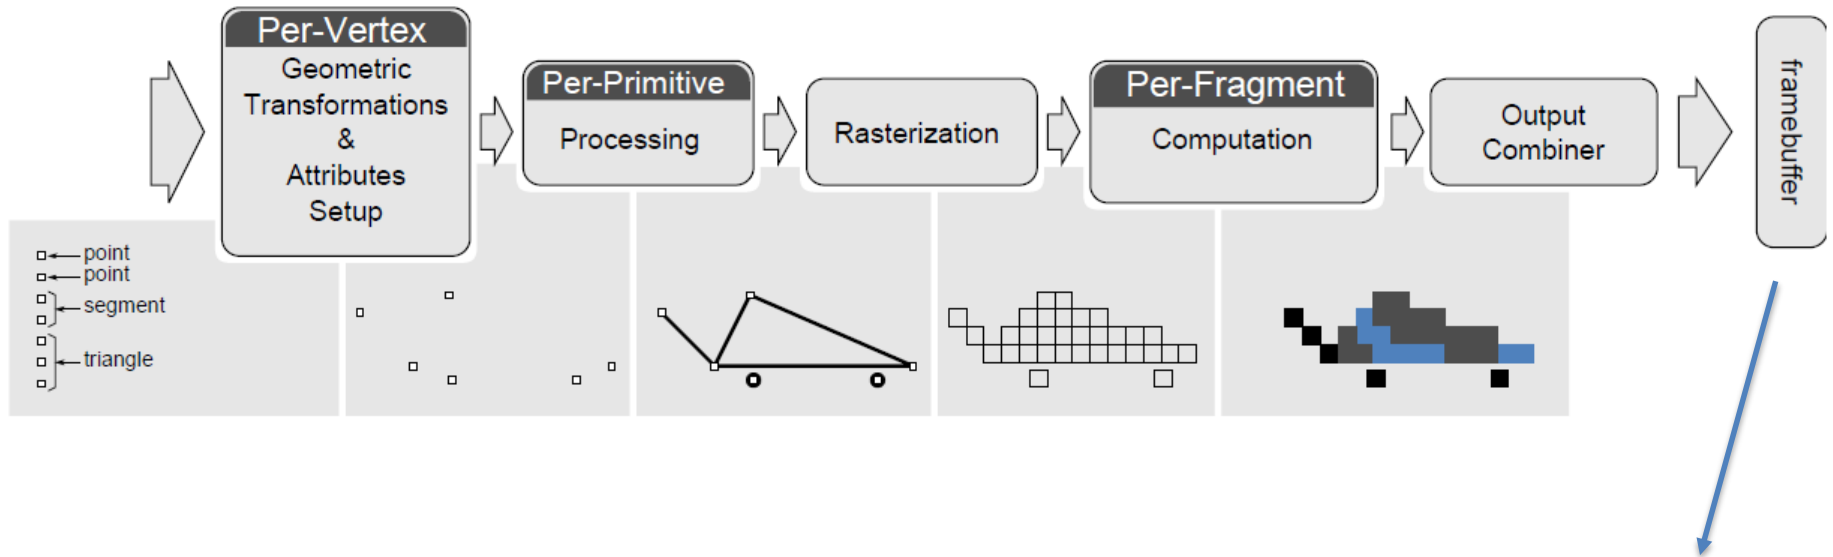 Per-Vertex
Geometric
Transformations
&
Attributes
Setup
Per-Primitive
Processing
Rasterization
Per-Fragment
Computation
Output
Combiner
framebuffer
point
point
segment
triangle